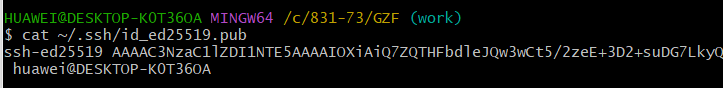 HUAWEI@DESKTOP-K0T36OA MINGW64 /c/831-73/GZF (work)
$ cat ~/.ssh/id_ed25519.pub
ssh-ed25519 AAAAC3NzaC1lZDI1NTE5AAAAIOXiAiQ7ZQTHFbdleJQw3wCt5/2zeE+3D2+suDG7LkyQ
huawei@DESKTOP-K0T36OA